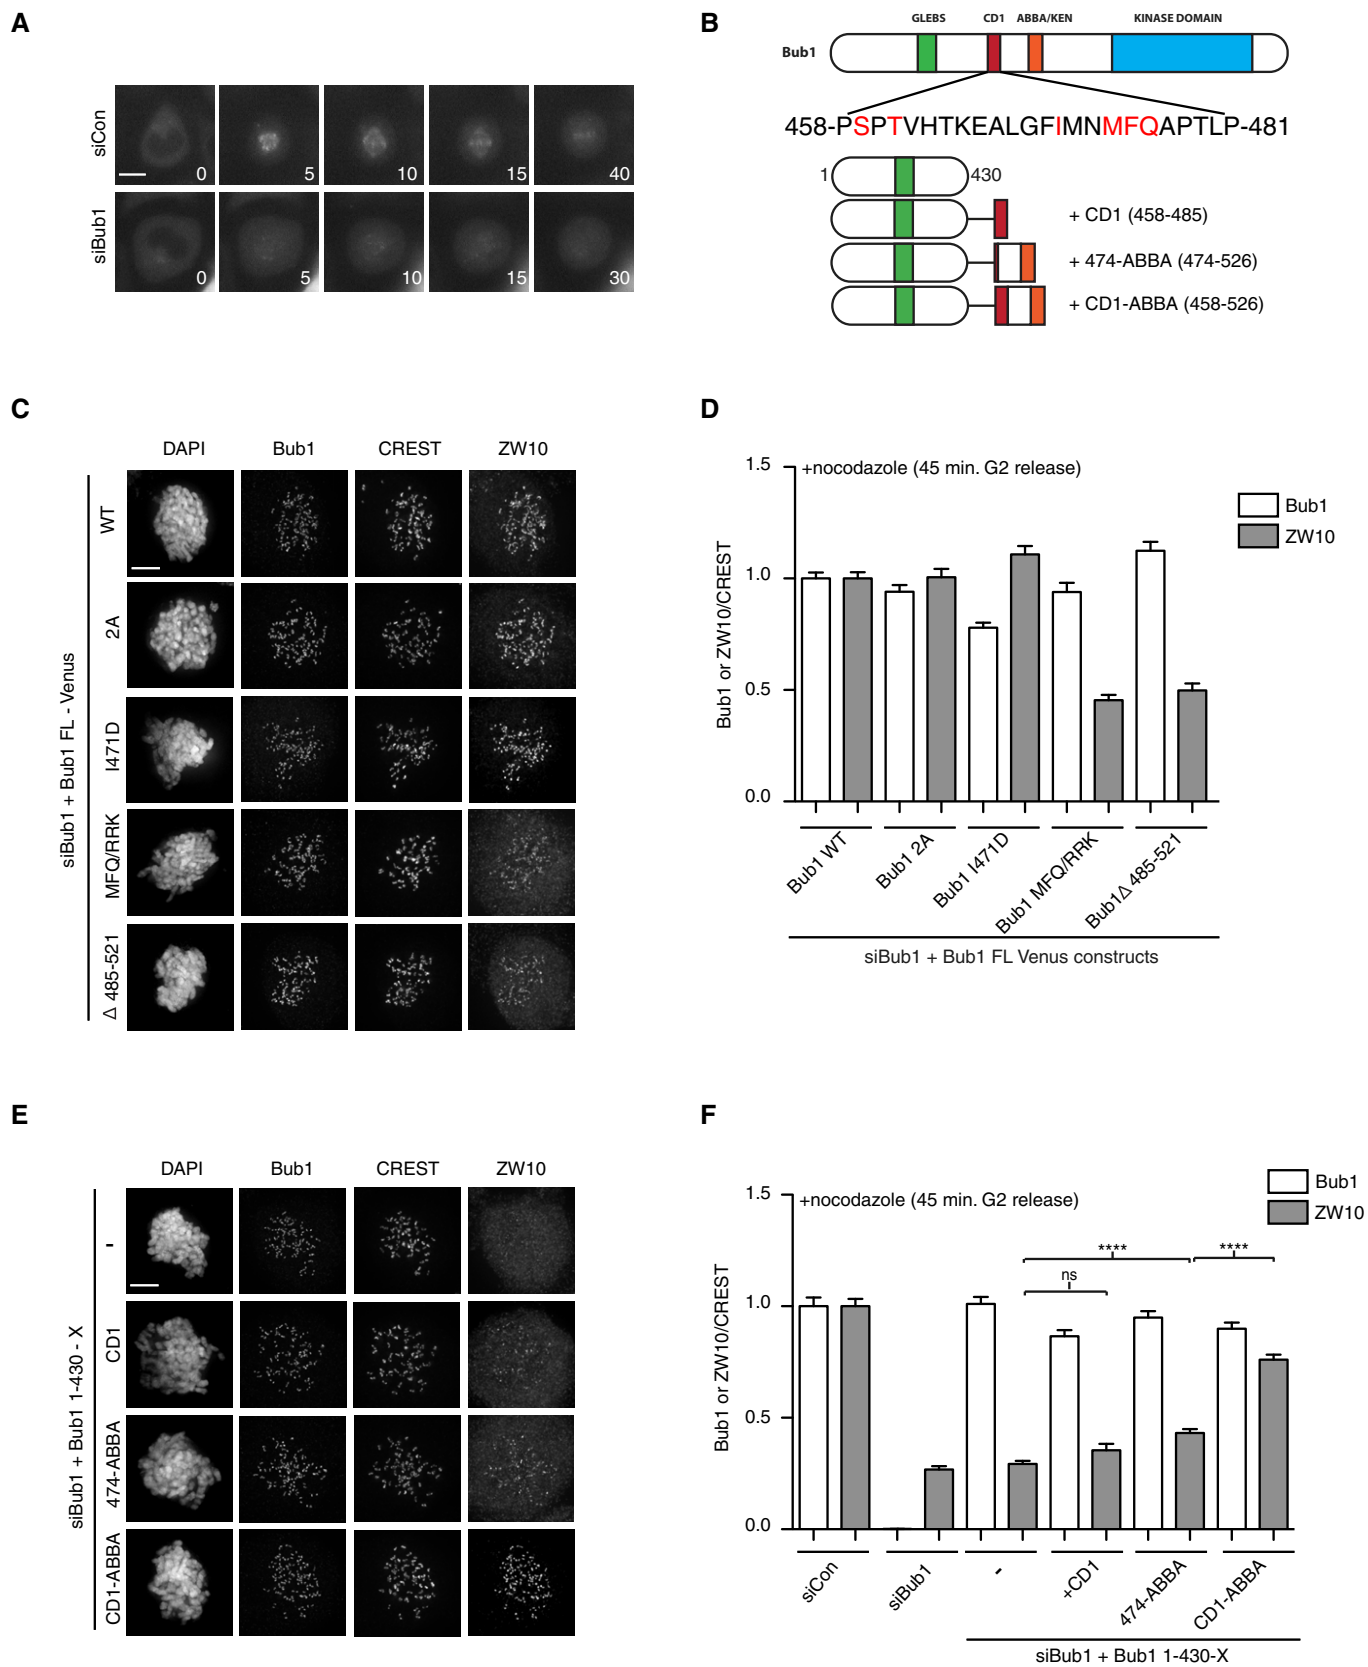 A
siCon
0
5
10
15
40
siBub1
0
5
10
15
30
B
GLEBS
CD1
ABBA/KEN
KINASE DOMAIN
Bub1
458-PSPTVHTKEALGFIMNMFQAPTLP-481
1
430
+ CD1 (458-485)
+ 474-ABBA (474-526)
+ CD1-ABBA (458-526)
C
DAPI
Bub1
CREST
ZW10
siBub1 + Bub1 FL - Venus
WT
2A
I471D
MFQ/RRK
Δ 485-521
D
+nocodazole (45 min. G2 release)
Bub1
ZW10
Bub1 or ZW10/CREST
1.5
1.0
0.5
0.0
Bub1 WT
Bub1 2A
Bub1 I471D
Bub1 MFQ/RRK
Bub1Δ 485-521
siBub1 + Bub1 FL Venus constructs
E
DAPI
Bub1
CREST
ZW10
siBub1 + Bub1 1-430 - X
-
CD1
474-ABBA
CD1-ABBA
F
+nocodazole (45 min. G2 release)
Bub1
ZW10
Bub1 or ZW10/CREST
1.5
1.0
0.5
0.0
****
****
ns
siCon
siBub1
-
+CD1
474-ABBA
CD1-ABBA
siBub1 + Bub1 1-430-X